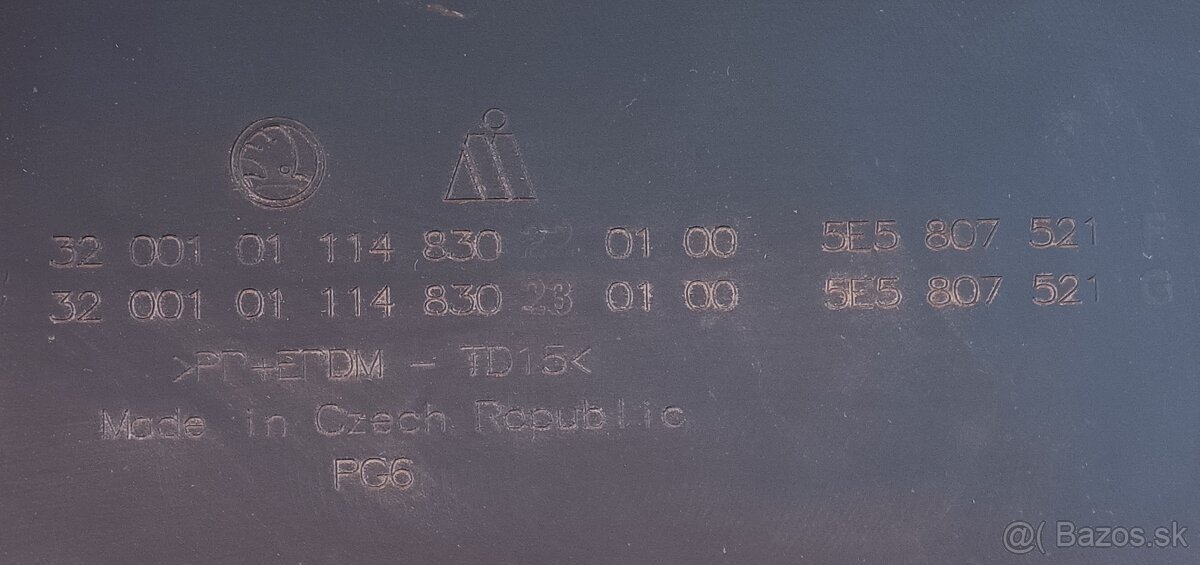 32 001 01 114 830 01 00 5E5 807 521
32 001 01 114 830 23 01 00 5E5 807 521 G
>PP+EPDM - TD15<
Made in Czech Republic
PG6
@( Bazos.sk